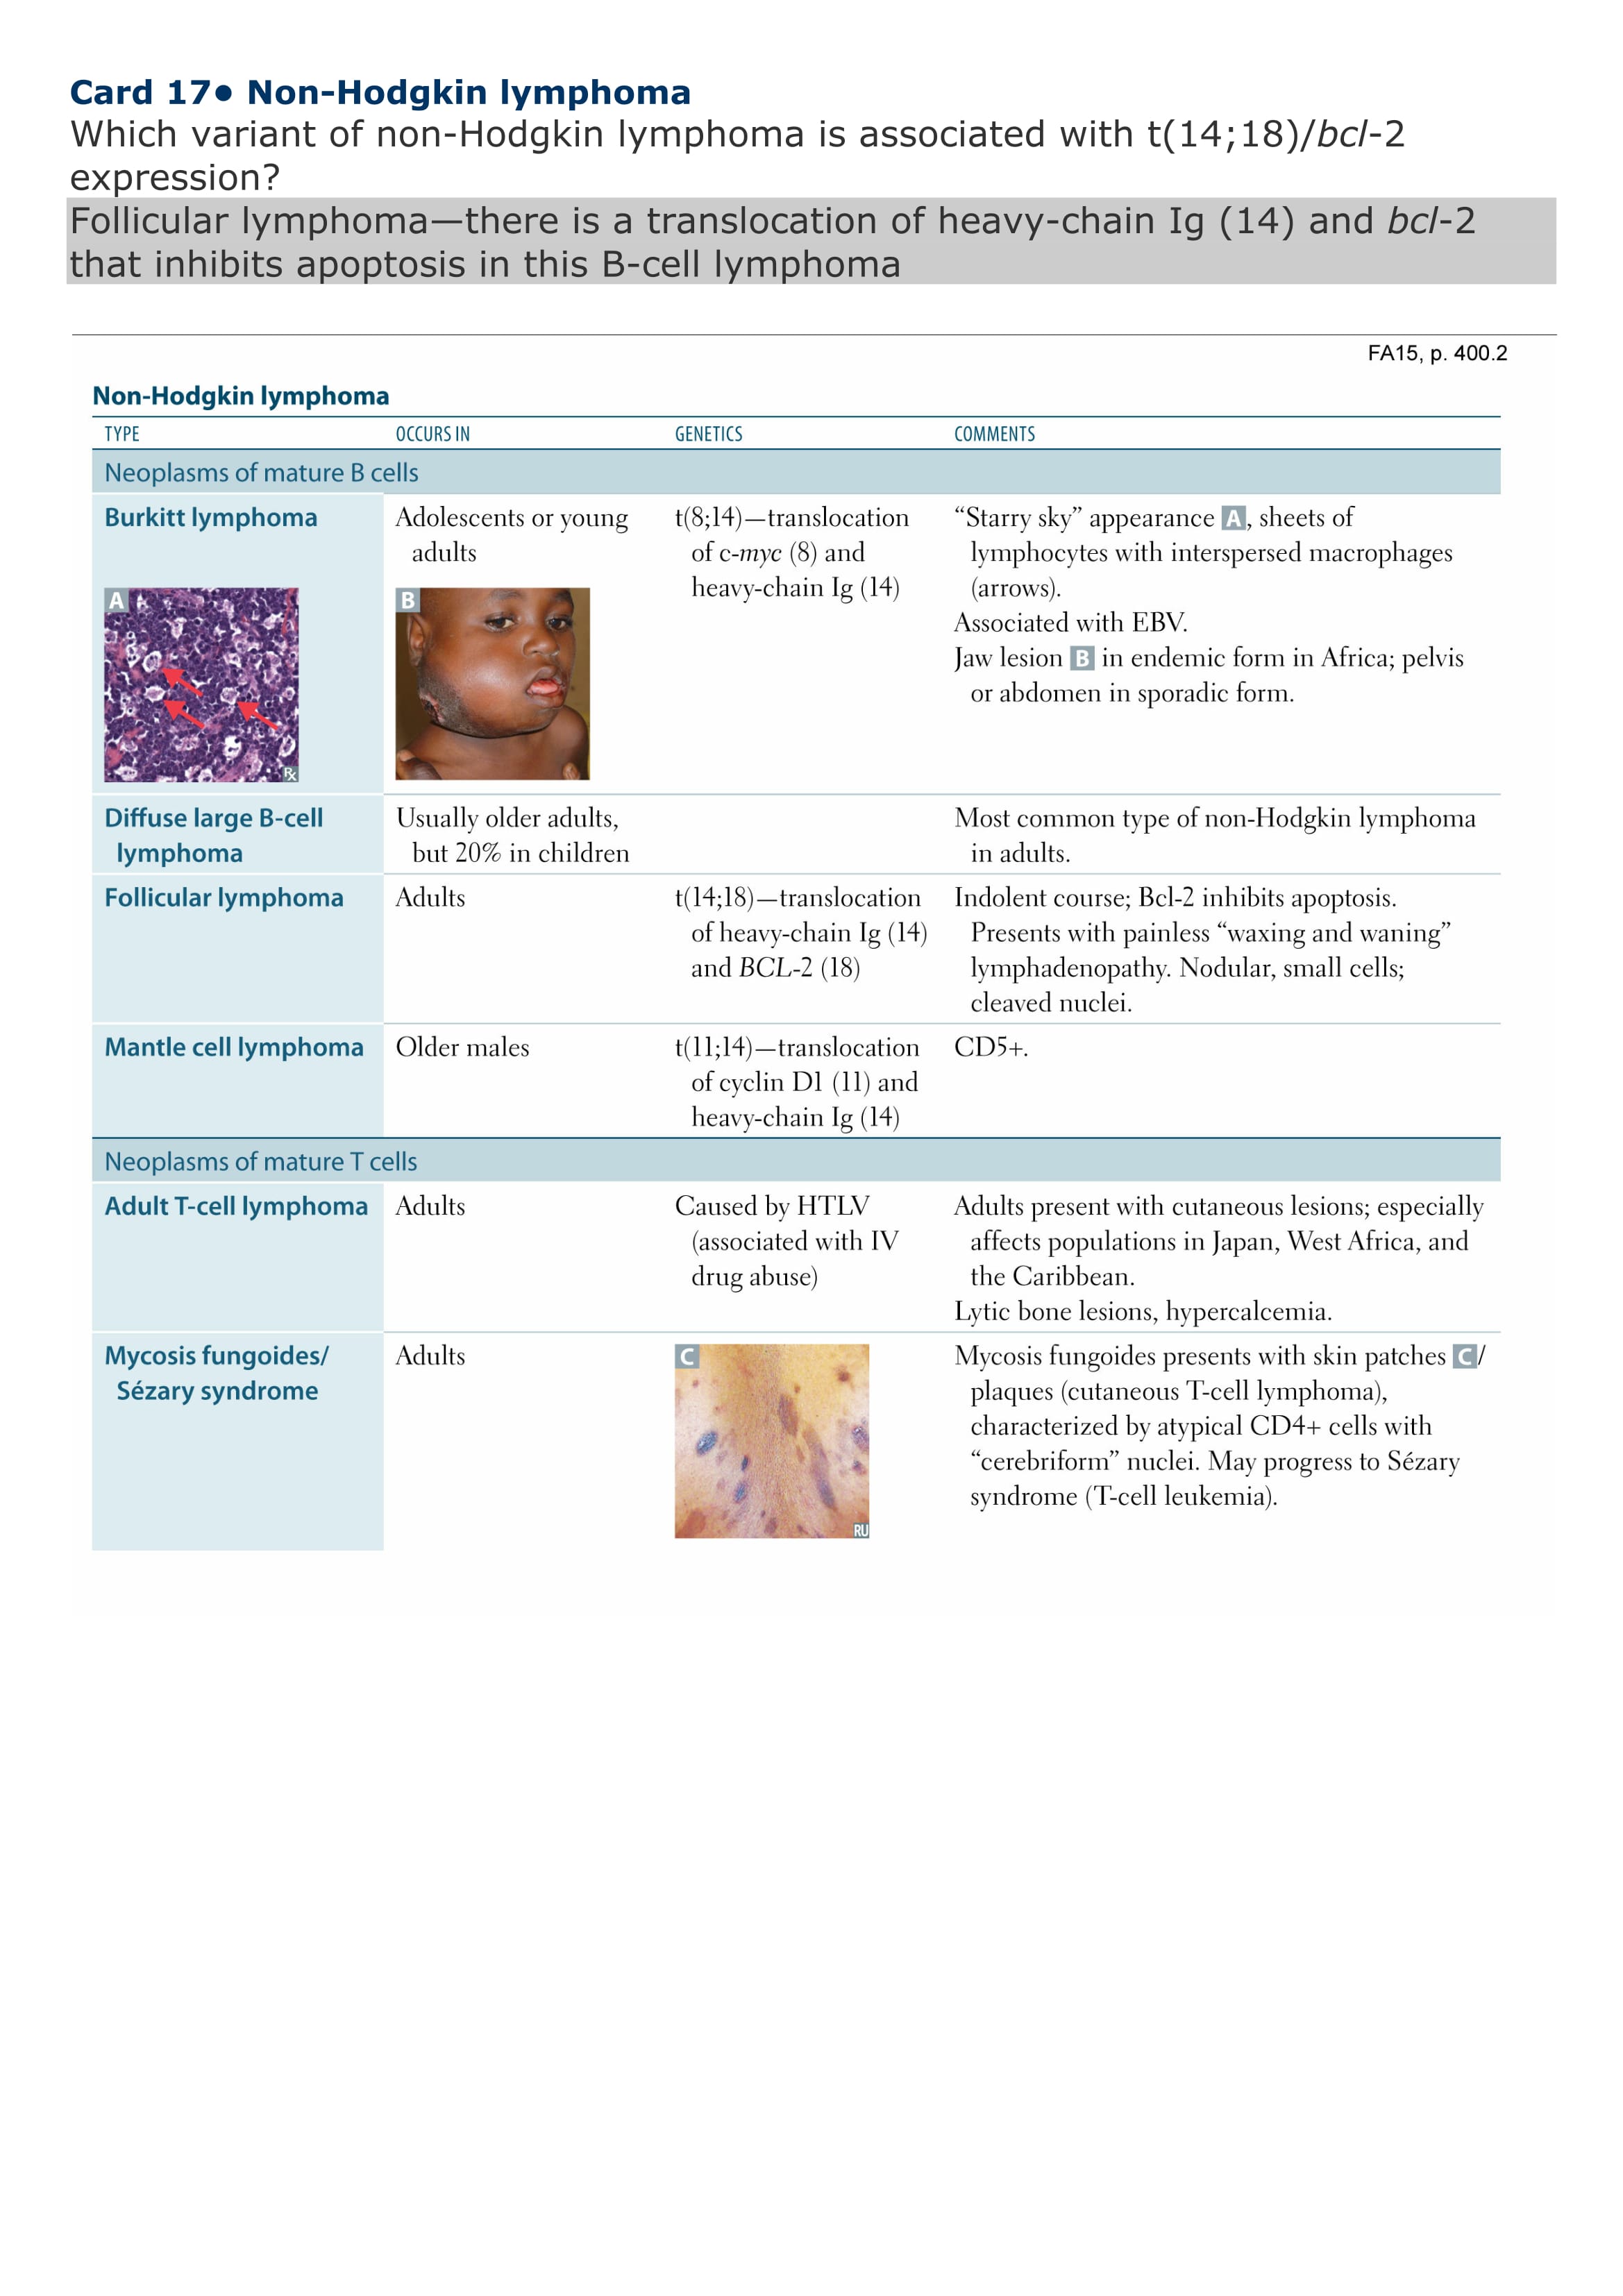 Card 17● Non-Hodgkin lymphoma
Which variant of non-Hodgkin lymphoma is associated with t(14;18)/bcl-2
expression?
Follicular lymphoma—there is a translocation of heavy-chain Ig (14) and bcl-2
that inhibits apoptosis in this B-cell lymphoma
FA15, p. 400.2
Non-Hodgkin lymphoma
TYPE OCCURS IN GENETICS COMMENTS
Neoplasms of mature B cells
Burkitt lymphoma
Adolescents or young
adults
t(8;14)—translocation
of c-myc (8) and
heavy-chain Ig (14)
“Starry sky” appearance A, sheets of
lymphocytes with interspersed macrophages
(arrows).
Associated with EBV.
Jaw lesion B in endemic form in Africa; pelvis
or abdomen in sporadic form.
A
Rx
B
Diffuse large B-cell
lymphoma
Usually older adults,
but 20% in children
Most common type of non-Hodgkin lymphoma
in adults.
Follicular lymphoma
Adults
t(14;18)—translocation
of heavy-chain Ig (14)
and BCL-2 (18)
Indolent course; Bcl-2 inhibits apoptosis.
Presents with painless “waxing and waning”
lymphadenopathy. Nodular, small cells;
cleaved nuclei.
Mantle cell lymphoma
Older males
t(11;14)—translocation
of cyclin D1 (11) and
heavy-chain Ig (14)
CD5+.
Neoplasms of mature T cells
Adult T-cell lymphoma
Adults
Caused by HTLV
(associated with IV
drug abuse)
Adults present with cutaneous lesions; especially
affects populations in Japan, West Africa, and
the Caribbean.
Lytic bone lesions, hypercalcemia.
Mycosis fungoides/
Sézary syndrome
Adults
C
RU
Mycosis fungoides presents with skin patches C/
plaques (cutaneous T-cell lymphoma),
characterized by atypical CD4+ cells with
“cerebriform” nuclei. May progress to Sézary
syndrome (T-cell leukemia).